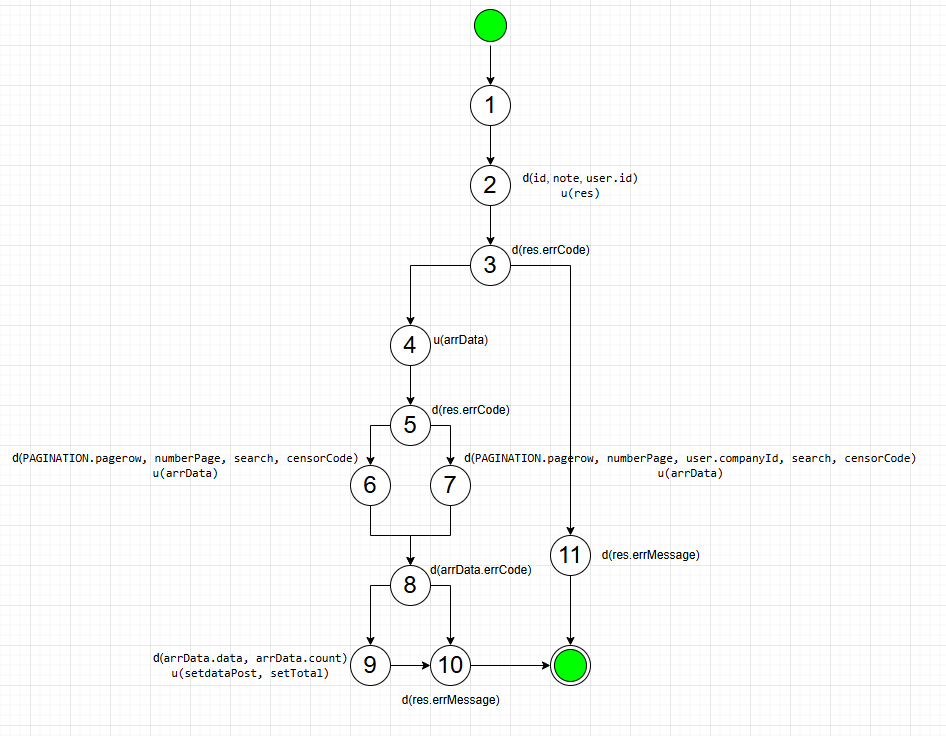 1
2
d(id, note, user.id)
u(res)
3
d(res.errCode)
4
u(arrData)
5
d(res.errCode)
d(PAGINATION.pagerow, numberPage, search, censorCode)
u(arrData)
6
7
d(PAGINATION.pagerow, numberPage, user.companyId, search, censorCode)
u(arrData)
11
d(res.errMessage)
8
d(arrData.errCode)
d(arrData.data, arrData.count)
u(setdataPost, setTotal)
9
10
d(res.errMessage)